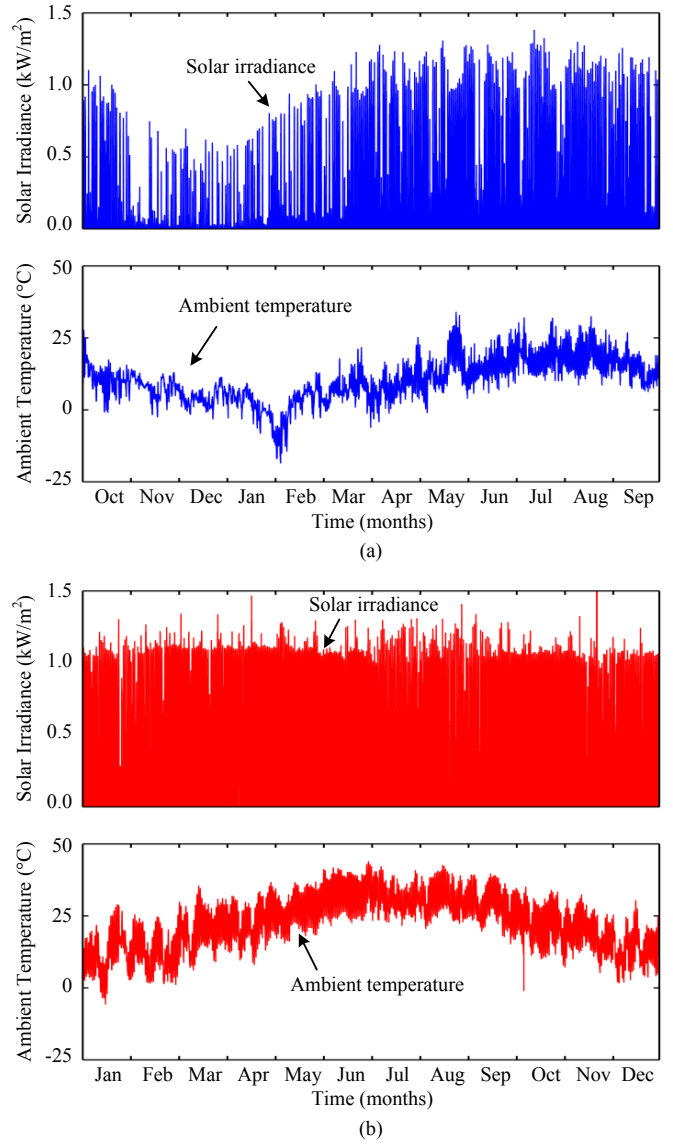 1.5
1.0
0.5
0.0
Solar Irradiance (kW/m²)
Solar irradiance
50
25
0
-25
Ambient Temperature (°C)
Ambient temperature
Oct Nov Dec Jan Feb Mar Apr May Jun Jul Aug Sep
Time (months)
(a)
1.5
1.0
0.5
0.0
Solar Irradiance (kW/m²)
Solar irradiance
50
25
0
-25
Ambient Temperature (°C)
Ambient temperature
Jan Feb Mar Apr May Jun Jul Aug Sep Oct Nov Dec
Time (months)
(b)